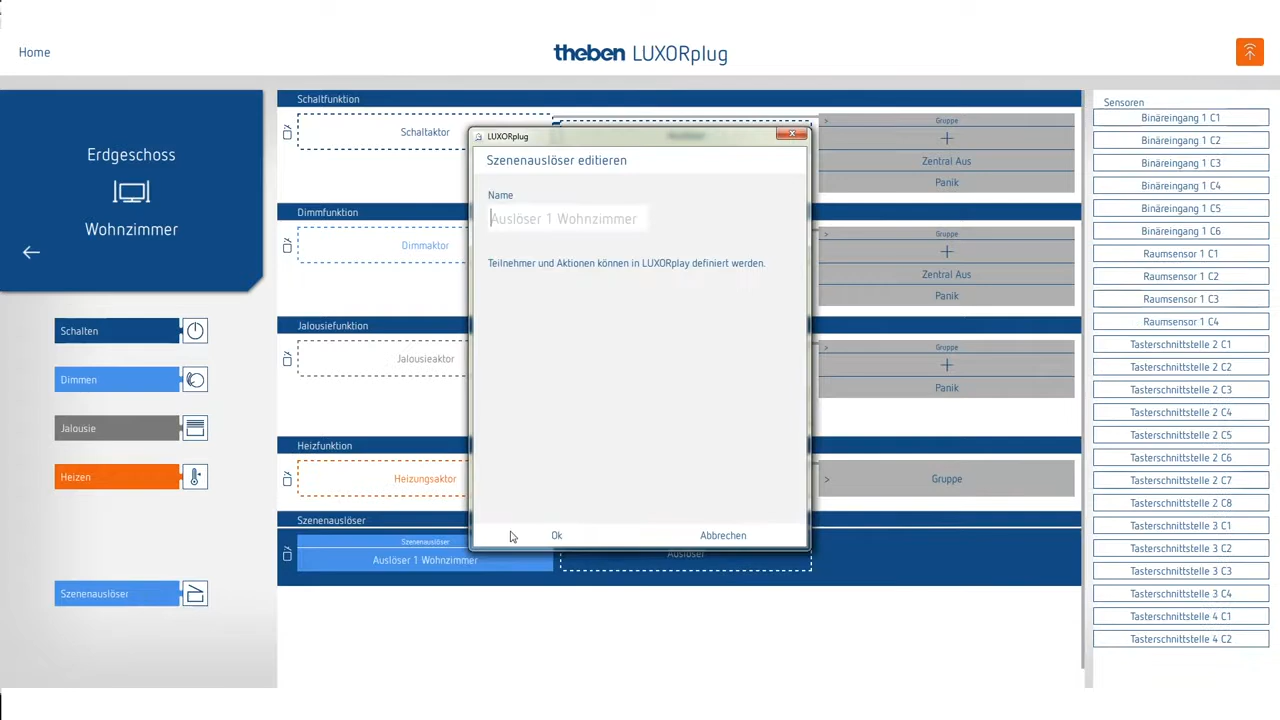 Home
theben LUXORplug
Erdgeschoss
Wohnzimmer
Schalten
Dimmen
Jalousie
Heizen
Szenenauslöser
Schaltfunktion
Schaltaktor
> Gruppe
+
Zentral Aus
Panik
Dimmfunktion
Dimmaktor
> Gruppe
+
Zentral Aus
Panik
Jalousiefunktion
Jalousieaktor
> Gruppe
+
Panik
Heizfunktion
Heizungsaktor
> Gruppe
Szenenauslöser
Szenenauslöser
Auslöser 1 Wohnzimmer
Auslöser
LUXORplug
Szenenauslöser editieren
Name
Auslöser 1 Wohnzimmer
Teilnehmer und Aktionen können in LUXORplay definiert werden.
Ok Abbrechen
Sensoren
Binäreingang 1 C1
Binäreingang 1 C2
Binäreingang 1 C3
Binäreingang 1 C4
Binäreingang 1 C5
Binäreingang 1 C6
Raumsensor 1 C1
Raumsensor 1 C2
Raumsensor 1 C3
Raumsensor 1 C4
Tasterschnittstelle 2 C1
Tasterschnittstelle 2 C2
Tasterschnittstelle 2 C3
Tasterschnittstelle 2 C4
Tasterschnittstelle 2 C5
Tasterschnittstelle 2 C6
Tasterschnittstelle 2 C7
Tasterschnittstelle 2 C8
Tasterschnittstelle 3 C1
Tasterschnittstelle 3 C2
Tasterschnittstelle 3 C3
Tasterschnittstelle 3 C4
Tasterschnittstelle 4 C1
Tasterschnittstelle 4 C2